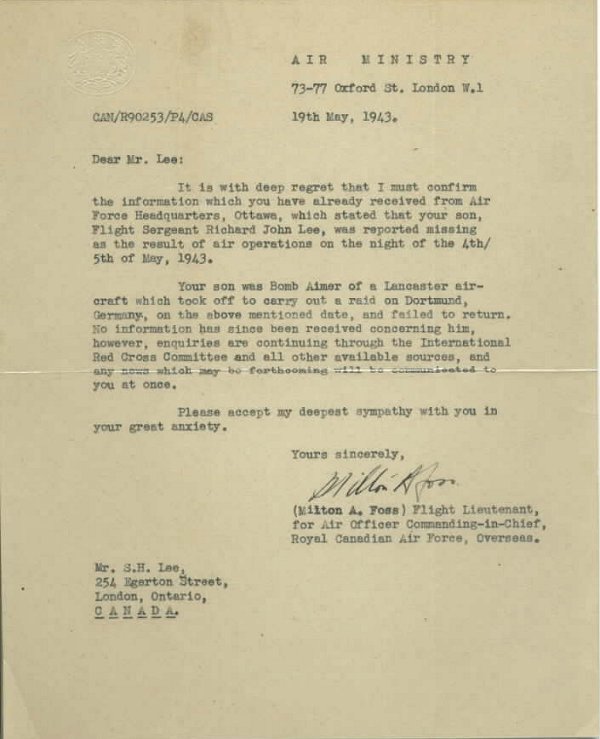 AIR MINISTRY
73-77 Oxford St. London W.1
CAN/R90253/P4/CAS 19th May, 1943.
Dear Mr. Lee:
It is with deep regret that I must confirm
the information which you have already received from Air
Force Headquarters, Ottawa, which stated that your son,
Flight Sergeant Richard John Lee, was reported missing
as the result of air operations on the night of the 4th/
5th of May, 1943.
Your son was Bomb Aimer of a Lancaster air-
craft which took off to carry out a raid on Dortmund,
Germany, on the above mentioned date, and failed to return.
No information has since been received concerning him,
however, enquiries are continuing through the International
Red Cross Committee and all other available sources, and
any news which may be forthcoming will be communicated to
you at once.
Please accept my deepest sympathy with you in
your great anxiety.
Yours sincerely,
Milton A Foss
(Milton A. Foss) Flight Lieutenant,
for Air Officer Commanding-in-Chief,
Royal Canadian Air Force, Overseas.
Mr. S.H. Lee,
254 Egerton Street,
London, Ontario,
CANADA.